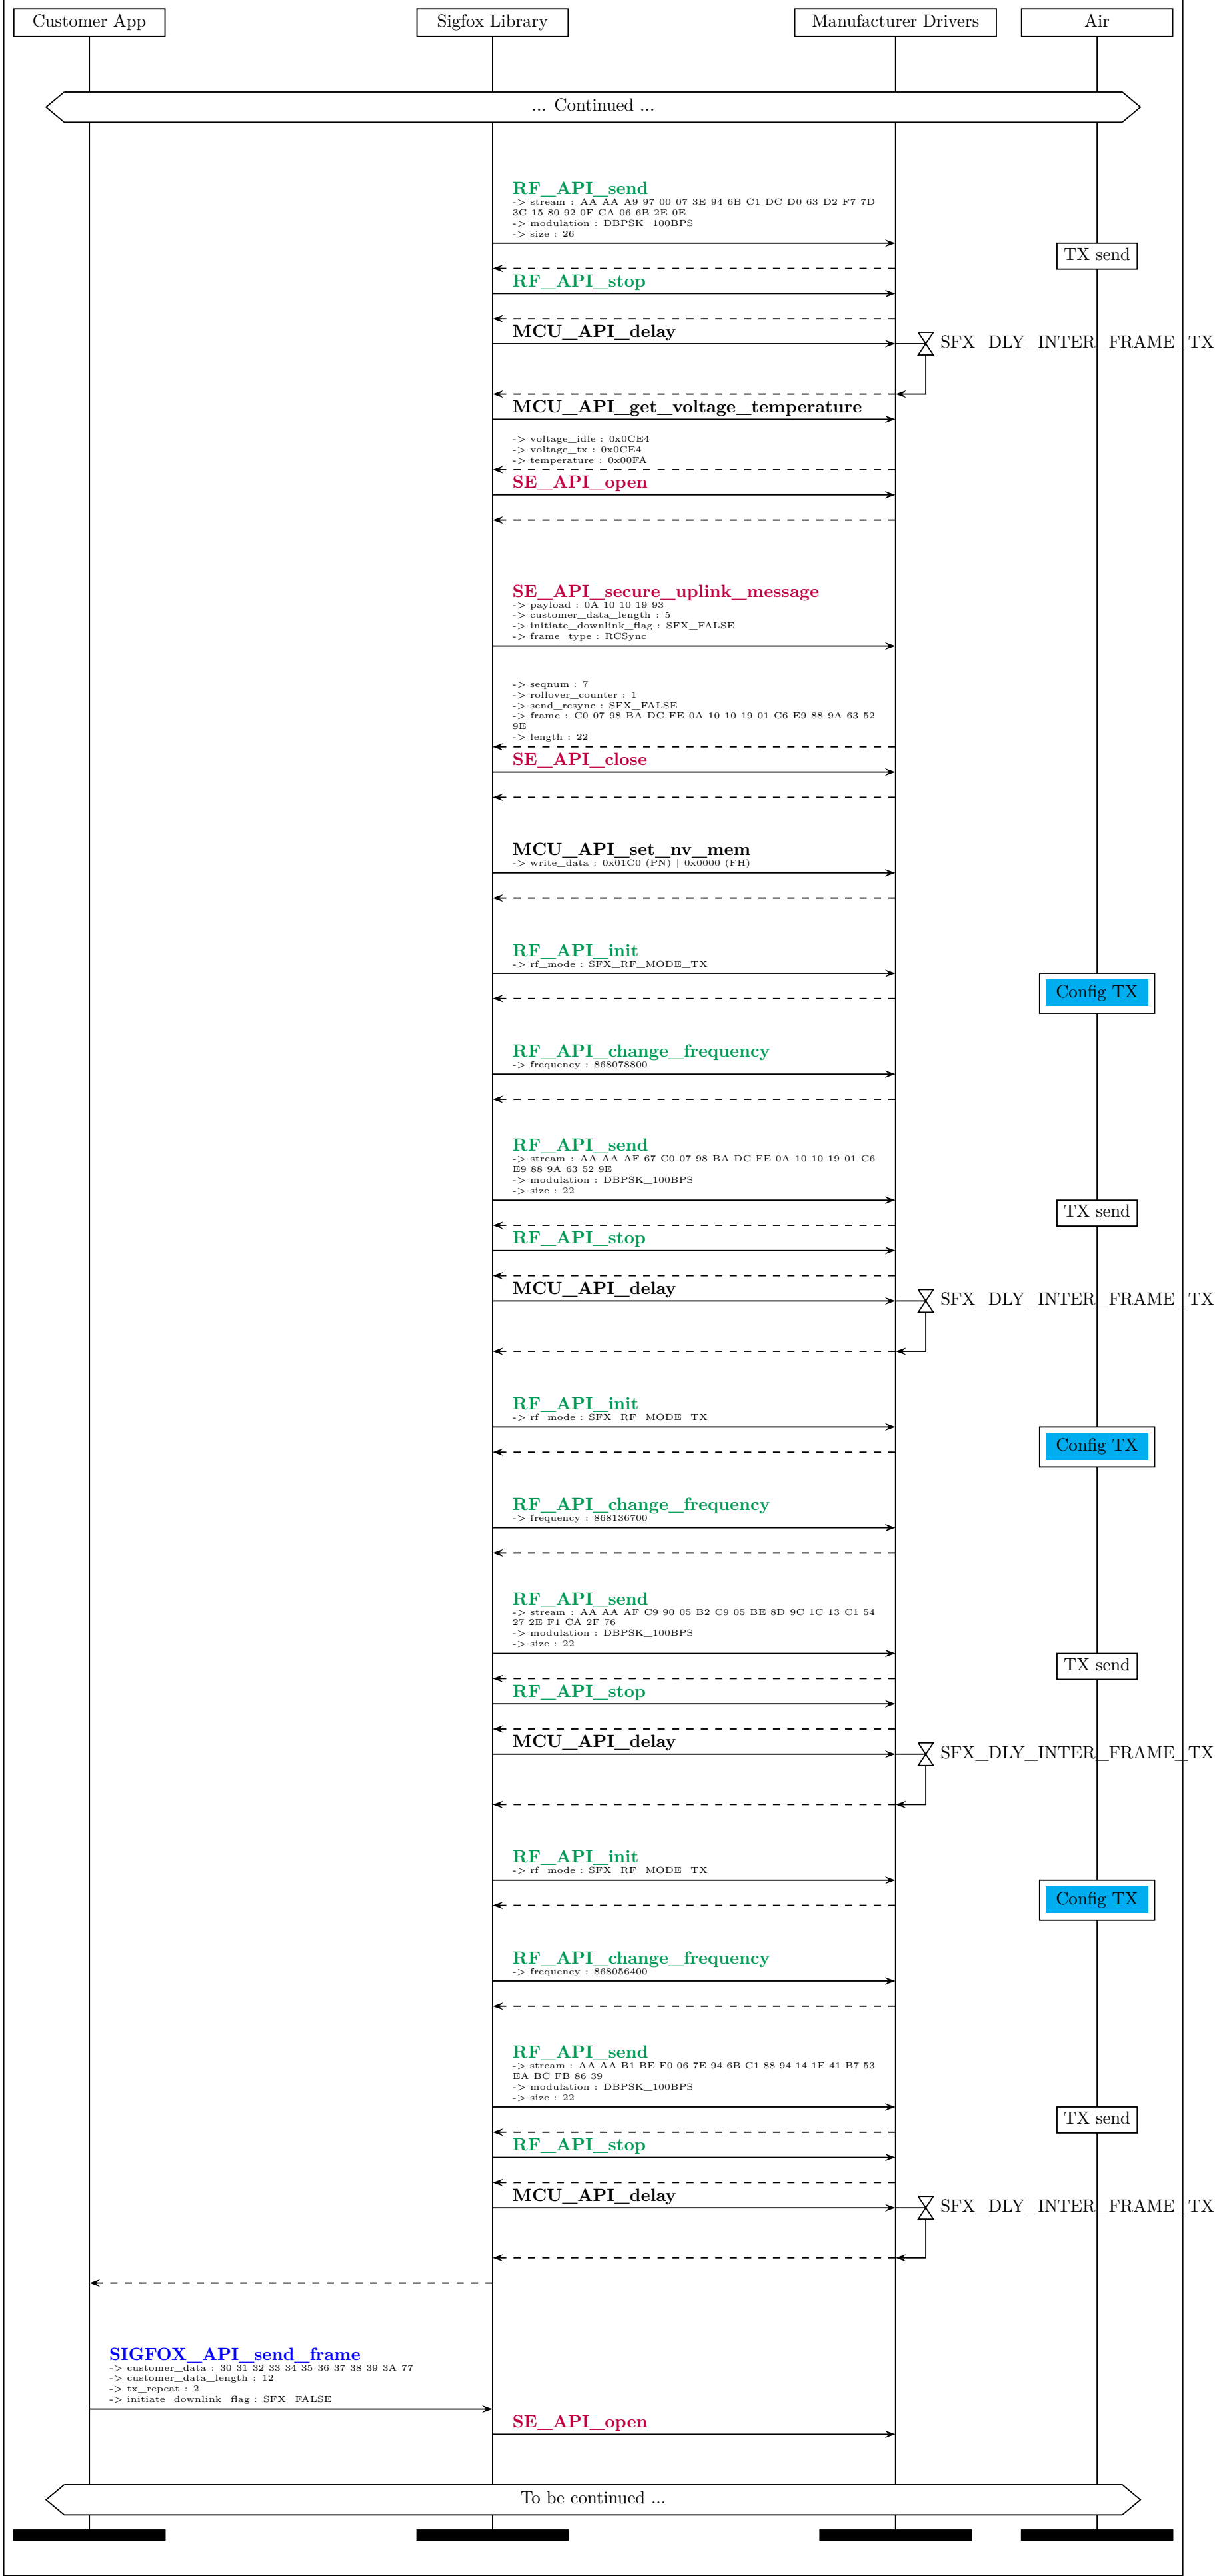 Customer App
Sigfox Library
Manufacturer Drivers
Air
... Continued ...
RF_API_send
-> stream : AA AA A9 97 00 07 3E 94 6B C1 DC D0 63 D2 F7 7D
3C 15 80 92 0F CA 06 6B 2E 0E
-> modulation : DBPSK_100BPS
-> size : 26
TX send
RF_API_stop
MCU_API_delay
SFX_DLY_INTER_FRAME_TX
MCU_API_get_voltage_temperature
-> voltage_idle : 0x0CE4
-> voltage_tx : 0x0CE4
-> temperature : 0x00FA
SE_API_open
SE_API_secure_uplink_message
-> payload : 0A 10 10 19 93
-> customer_data_length : 5
-> initiate_downlink_flag : SFX_FALSE
-> frame_type : RCSync
-> seqnum : 7
-> rollover_counter : 1
-> send_rcsync : SFX_FALSE
-> frame : C0 07 98 BA DC FE 0A 10 10 19 01 C6 E9 88 9A 63 52
9E
-> length : 22
SE_API_close
MCU_API_set_nv_mem
-> write_data : 0x01C0 (PN) | 0x0000 (FH)
RF_API_init
-> rf_mode : SFX_RF_MODE_TX
Config TX
RF_API_change_frequency
-> frequency : 868078800
RF_API_send
-> stream : AA AA AF 67 C0 07 98 BA DC FE 0A 10 10 19 01 C6
E9 88 9A 63 52 9E
-> modulation : DBPSK_100BPS
-> size : 22
TX send
RF_API_stop
MCU_API_delay
SFX_DLY_INTER_FRAME_TX
RF_API_init
-> rf_mode : SFX_RF_MODE_TX
Config TX
RF_API_change_frequency
-> frequency : 868136700
RF_API_send
-> stream : AA AA AF C9 90 05 B2 C9 05 BE 8D 9C 1C 13 C1 54
27 2E F1 CA 2F 76
-> modulation : DBPSK_100BPS
-> size : 22
TX send
RF_API_stop
MCU_API_delay
SFX_DLY_INTER_FRAME_TX
RF_API_init
-> rf_mode : SFX_RF_MODE_TX
Config TX
RF_API_change_frequency
-> frequency : 868056400
RF_API_send
-> stream : AA AA B1 BE F0 06 7E 94 6B C1 88 94 14 1F 41 B7 53
EA BC FB 86 39
-> modulation : DBPSK_100BPS
-> size : 22
TX send
RF_API_stop
MCU_API_delay
SFX_DLY_INTER_FRAME_TX
SIGFOX_API_send_frame
-> customer_data : 30 31 32 33 34 35 36 37 38 39 3A 77
-> customer_data_length : 12
-> tx_repeat : 2
-> initiate_downlink_flag : SFX_FALSE
SE_API_open
To be continued ...